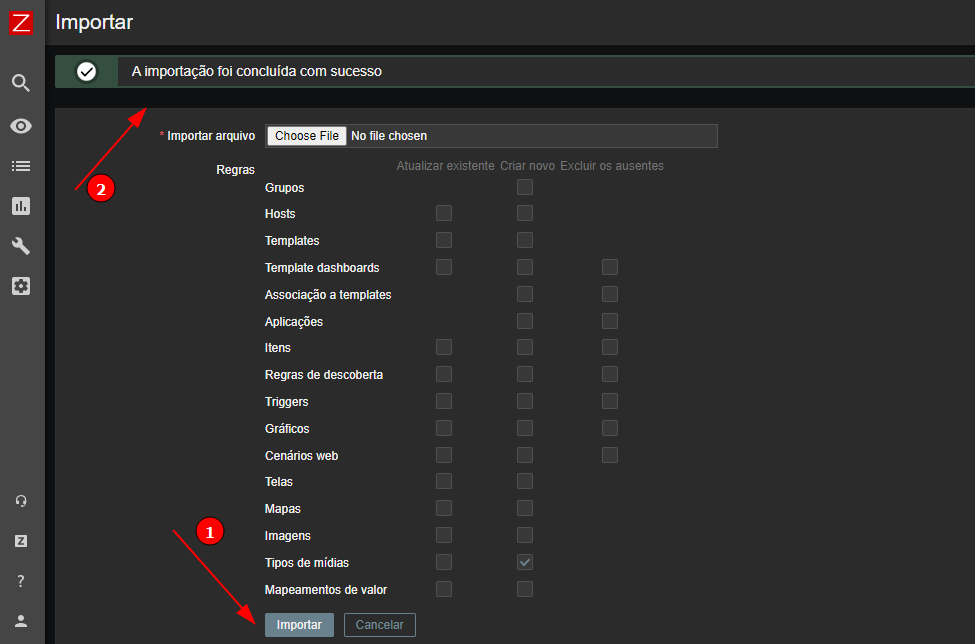 Z Importar
A importação foi concluída com sucesso
* Importar arquivo Choose File No file chosen
2
Regras Atualizar existente Criar novo Excluir os ausentes
Grupos
Hosts
Templates
Template dashboards
Associação a templates
Aplicações
Itens
Regras de descoberta
Triggers
Gráficos
Cenários web
Telas
Mapas
1
Imagens
Z
Tipos de mídias
?
Mapeamentos de valor
Importar Cancelar